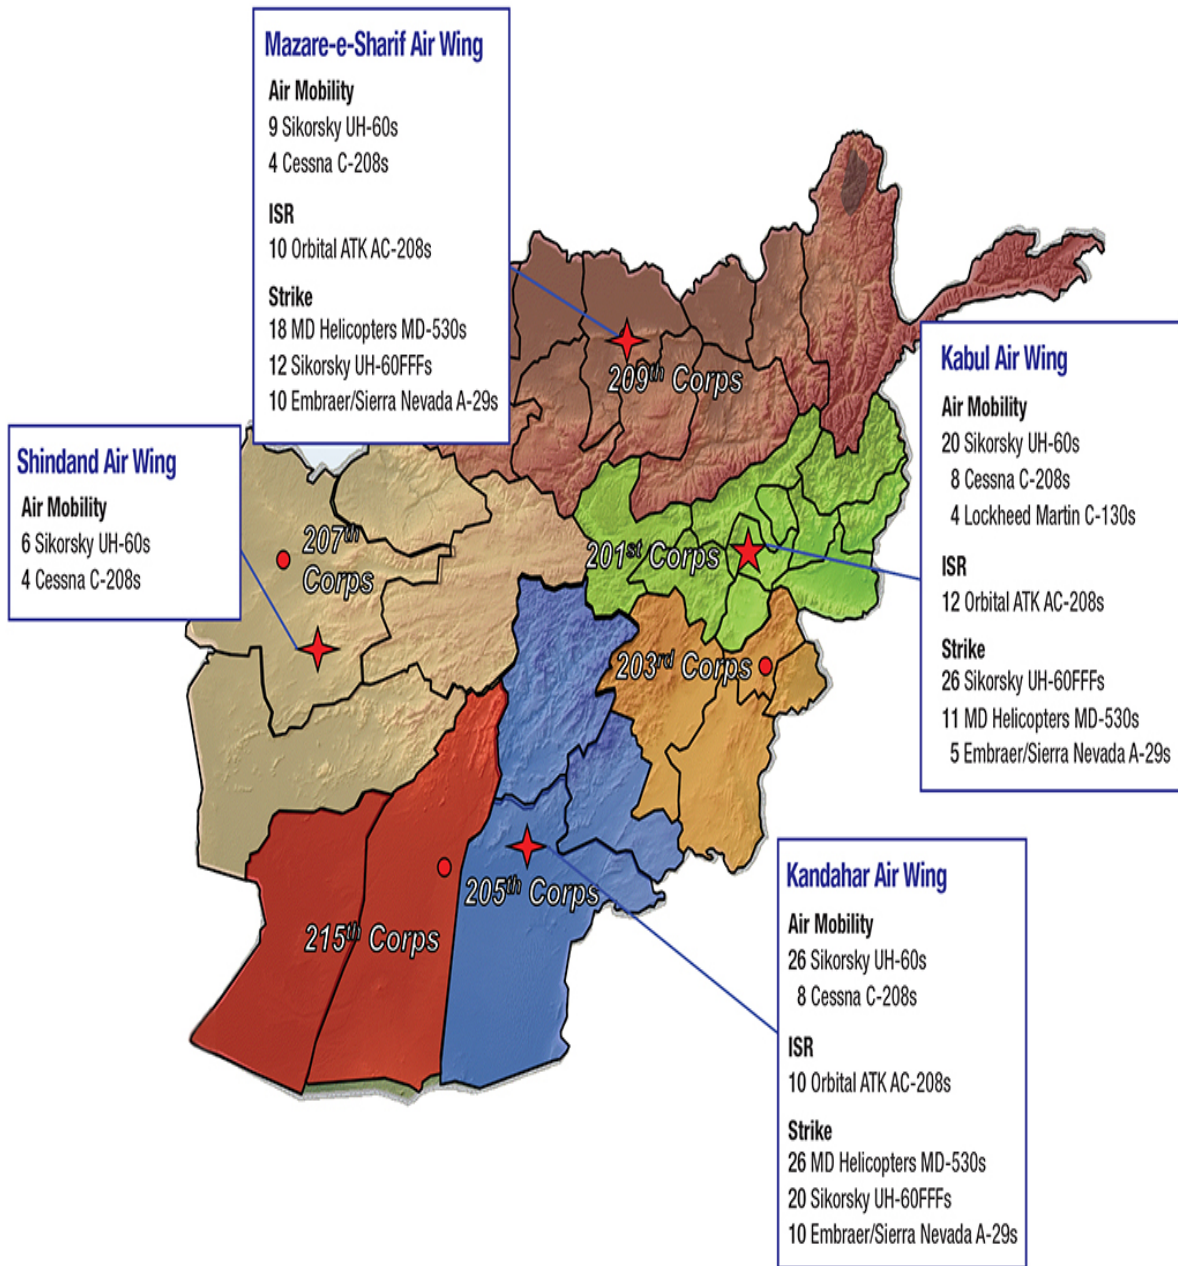 Mazare-e-Sharif Air Wing
Air Mobility
9 Sikorsky UH-60s
4 Cessna C-208s
ISR
10 Orbital ATK AC-208s
Strike
18 MD Helicopters MD-530s
12 Sikorsky UH-60FFFs
10 Embraer/Sierra Nevada A-29s
209th Corps
Kabul Air Wing
Air Mobility
20 Sikorsky UH-60s
8 Cessna C-208s
4 Lockheed Martin C-130s
ISR
12 Orbital ATK AC-208s
Strike
26 Sikorsky UH-60FFFs
11 MD Helicopters MD-530s
5 Embraer/Sierra Nevada A-29s
Shindand Air Wing
Air Mobility
6 Sikorsky UH-60s
4 Cessna C-208s
207th
Corps
201st Corps
203rd Corps
205th Corps
215th Corps
Kandahar Air Wing
Air Mobility
26 Sikorsky UH-60s
8 Cessna C-208s
ISR
10 Orbital ATK AC-208s
Strike
26 MD Helicopters MD-530s
20 Sikorsky UH-60FFFs
10 Embraer/Sierra Nevada A-29s